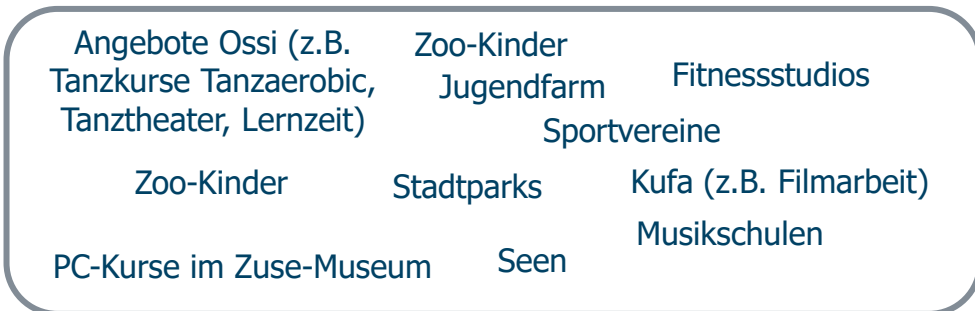 Angebote Ossi (z.B.
Tanzkurse Tanzaerobic,
Tanztheater, Lernzeit)
Zoo-Kinder
Jugendfarm
Fitnessstudios
Sportvereine
Zoo-Kinder
Stadtparks
Kufa (z.B. Filmarbeit)
Musikschulen
PC-Kurse im Zuse-Museum
Seen